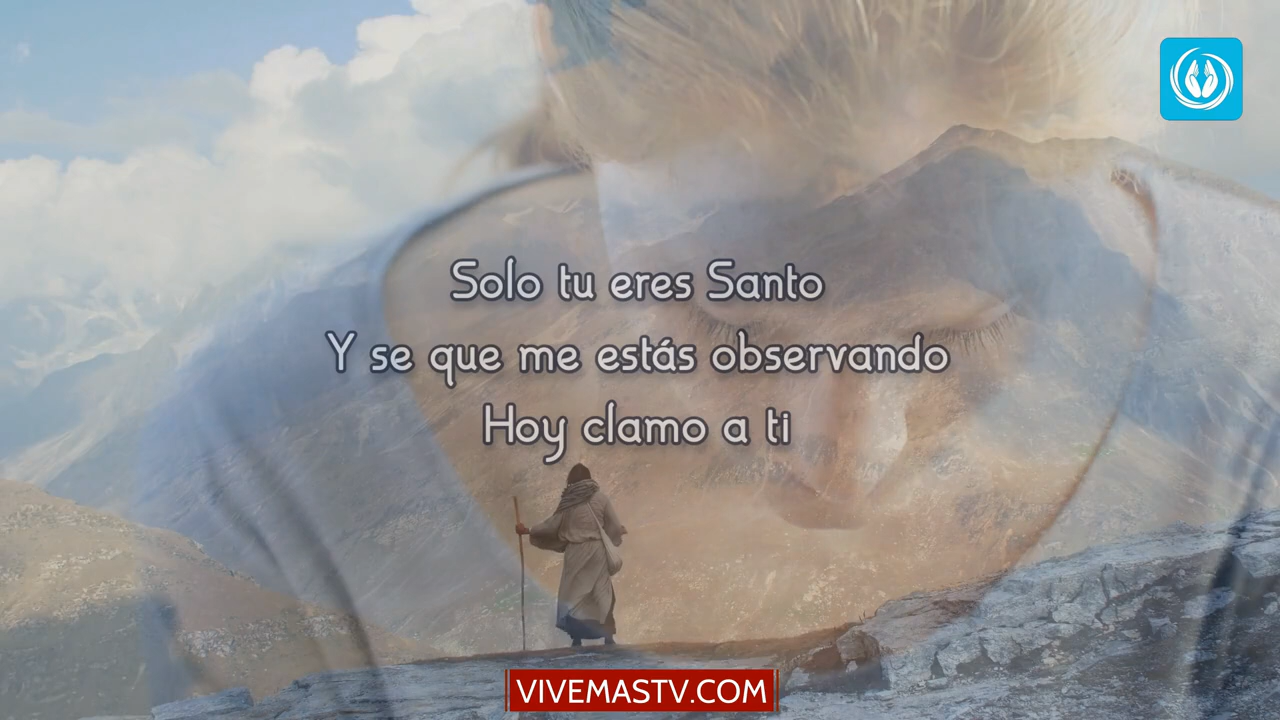 Solo tu eres Santo
Y se que me estás observando
Hoy clamo a ti
VIVEMASTV.COM